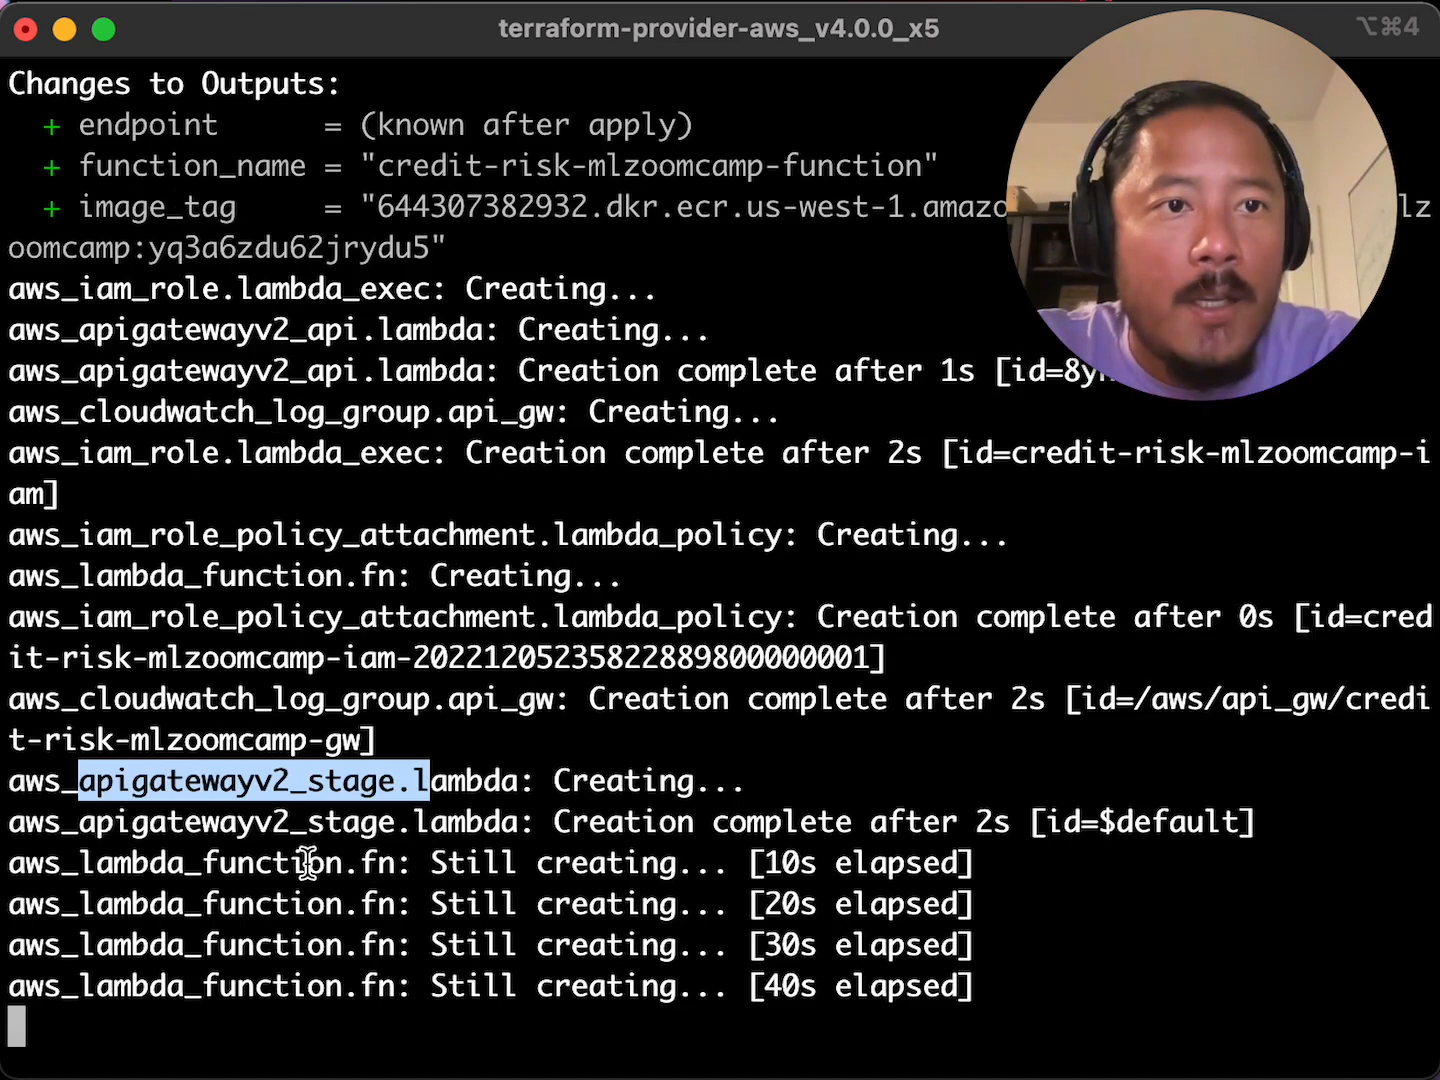 terraform-provider-aws_v4.0.0_x5
⌥⌘4
Changes to Outputs:
+ endpoint      = (known after apply)
+ function_name = "credit-risk-mlzoomcamp-function"
+ image_tag     = "644307382932.dkr.ecr.us-west-1.amazo lz
oomcamp:yq3a6zdu62jrydu5"
aws_iam_role.lambda_exec: Creating...
aws_apigatewayv2_api.lambda: Creating...
aws_apigatewayv2_api.lambda: Creation complete after 1s
aws_cloudwatch_log_group.api_gw: Creating...
aws_iam_role.lambda_exec: Creation complete after 2s [id=credit-risk-mlzoomcamp-i
am]
aws_iam_role_policy_attachment.lambda_policy: Creating...
aws_lambda_function.fn: Creating...
aws_iam_role_policy_attachment.lambda_policy: Creation complete after 0s [id=cred
it-risk-mlzoomcamp-iam-20221205235822889800000001]
aws_cloudwatch_log_group.api_gw: Creation complete after 2s [id=/aws/api_gw/credi
t-risk-mlzoomcamp-gw]
aws_apigatewayv2_stage.lambda: Creating...
aws_apigatewayv2_stage.lambda: Creation complete after 2s [id=$default]
aws_lambda_function.fn: Still creating... [10s elapsed]
aws_lambda_function.fn: Still creating... [20s elapsed]
aws_lambda_function.fn: Still creating... [30s elapsed]
aws_lambda_function.fn: Still creating... [40s elapsed]